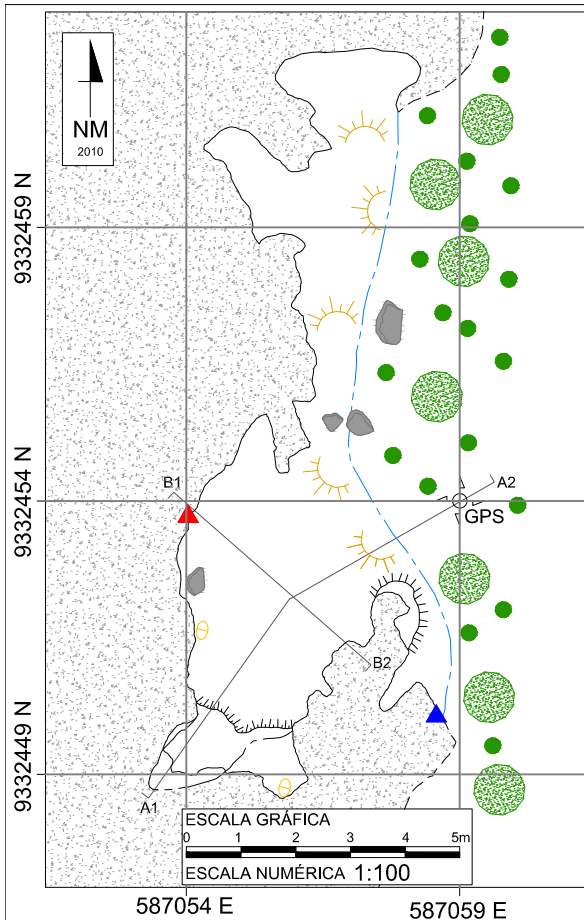 NM
2010
9332459 N
B1
A2
9332454 N
GPS
B2
9332449 N
A1
ESCALA GRÁFICA
0 1 2 3 4 5m
ESCALA NUMÉRICA 1:100
587054 E
587059 E